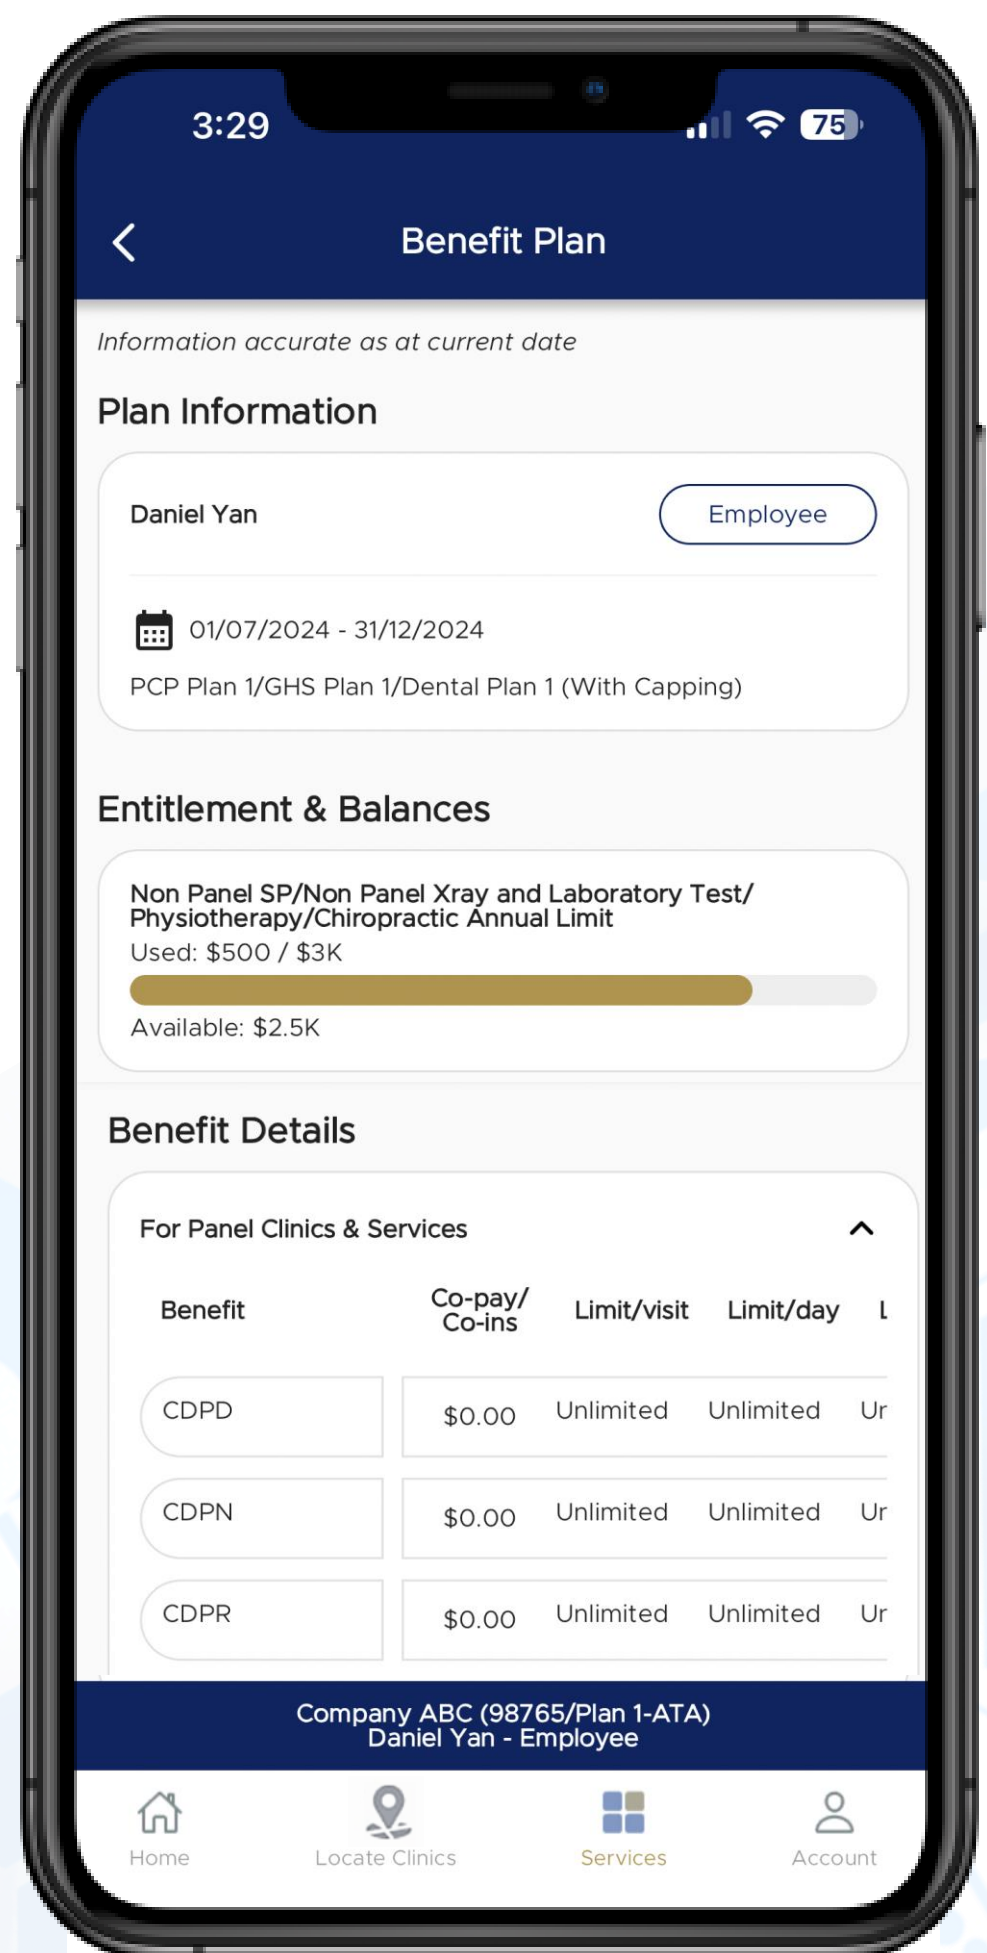 3:29
75
Benefit Plan
Information accurate as at current date
Plan Information
Daniel Yan
Employee
01/07/2024 - 31/12/2024
PCP Plan 1/GHS Plan 1/Dental Plan 1 (With Capping)
Entitlement & Balances
Non Panel SP/Non Panel Xray and Laboratory Test/
Physiotherapy/Chiropractic Annual Limit
Used: $500 / $3K
Available: $2.5K
Benefit Details
For Panel Clinics & Services
Benefit Co-pay/ Limit/visit Limit/day L
Co-ins
CDPD $0.00 Unlimited Unlimited Ur
CDPN $0.00 Unlimited Unlimited Ur
CDPR $0.00 Unlimited Unlimited Ur
Company ABC (98765/Plan 1-ATA)
Daniel Yan - Employee
Home Locate Clinics Services Account